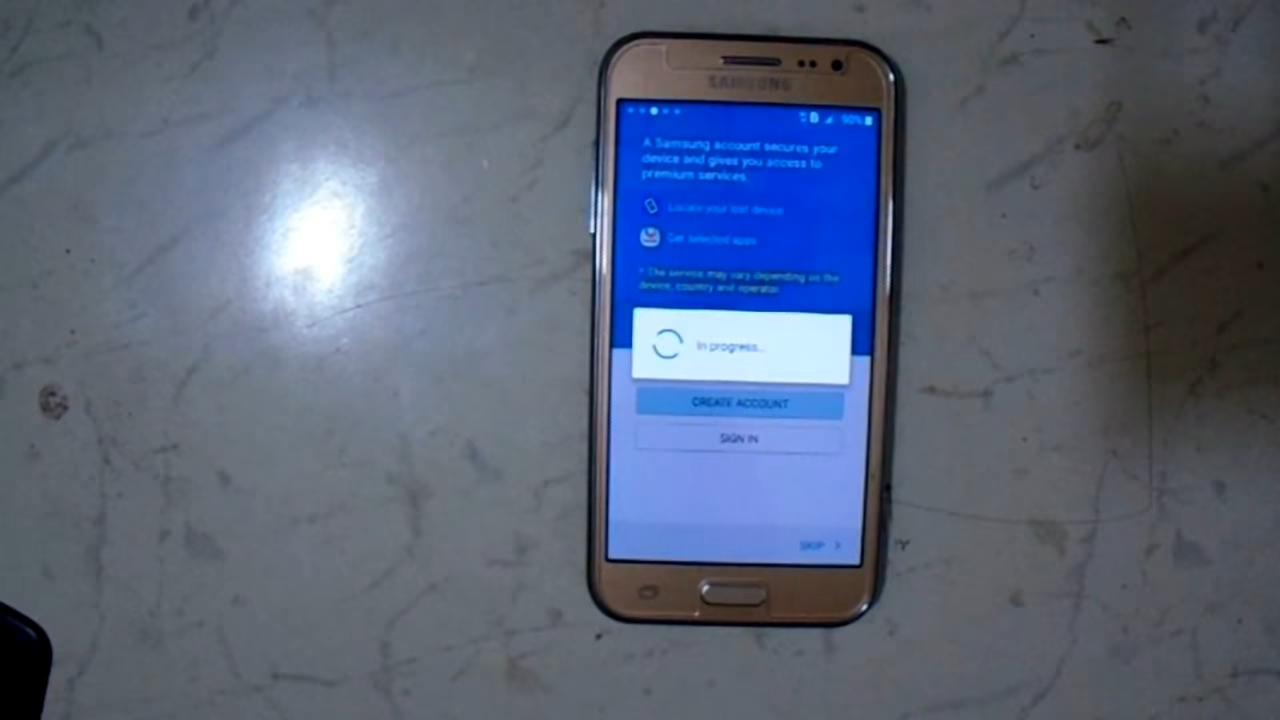 SAMSUNG
90%
A Samsung account secures your
device and gives you access to
premium services.
Locate your lost device
Get selected apps
* The service may vary depending on the
device, country and operator.
In progress...
CREATE ACCOUNT
SIGN IN
SKIP >